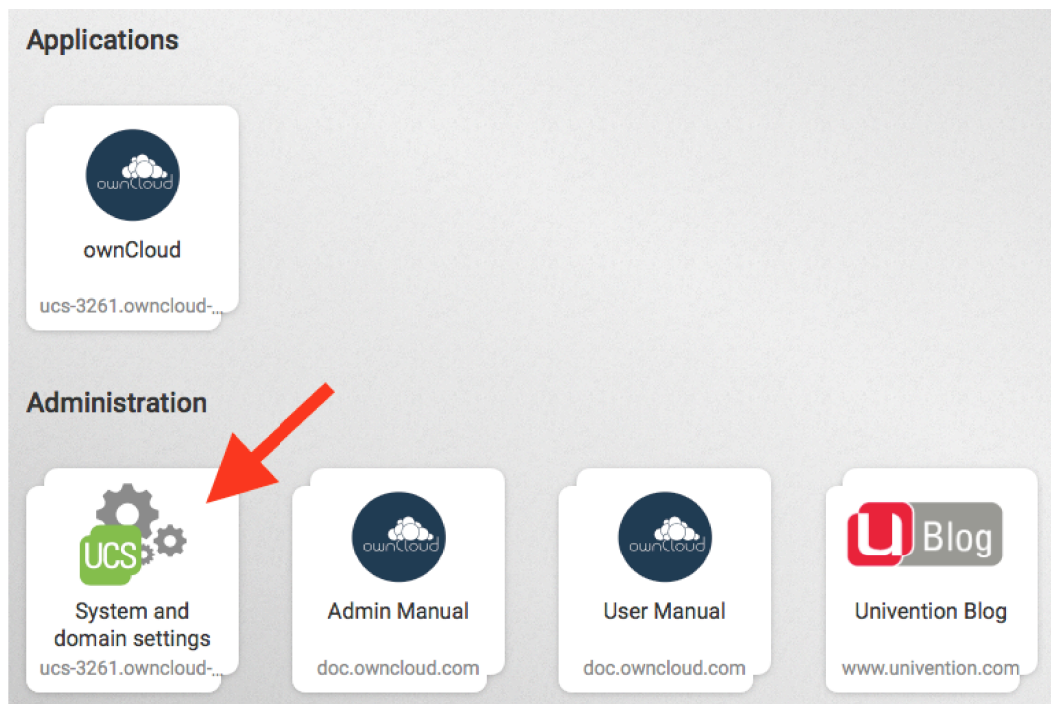 Applications
ownCloud
ownCloud
ucs-3261.owncloud-...
Administration
UCS
ownCloud
ownCloud
u Blog
System and
domain settings
Admin Manual
User Manual
Univention Blog
ucs-3261.owncloud-...
doc.owncloud.com
doc.owncloud.com
www.univention.com